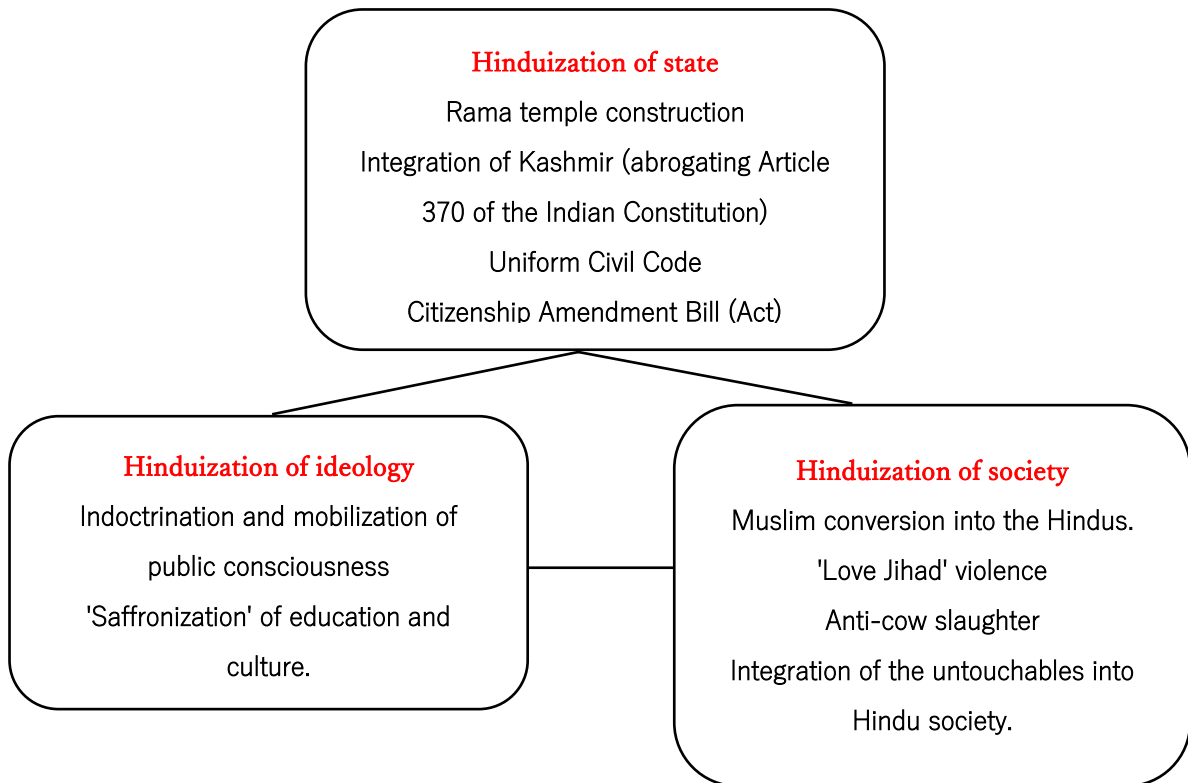 Hinduization of state
Rama temple construction
Integration of Kashmir (abrogating Article
370 of the Indian Constitution)
Uniform Civil Code
Citizenship Amendment Bill (Act)
Hinduization of ideology
Indoctrination and mobilization of
public consciousness
'Saffronization' of education and
culture.
Hinduization of society
Muslim conversion into the Hindus.
'Love Jihad' violence
Anti-cow slaughter
Integration of the untouchables into
Hindu society.